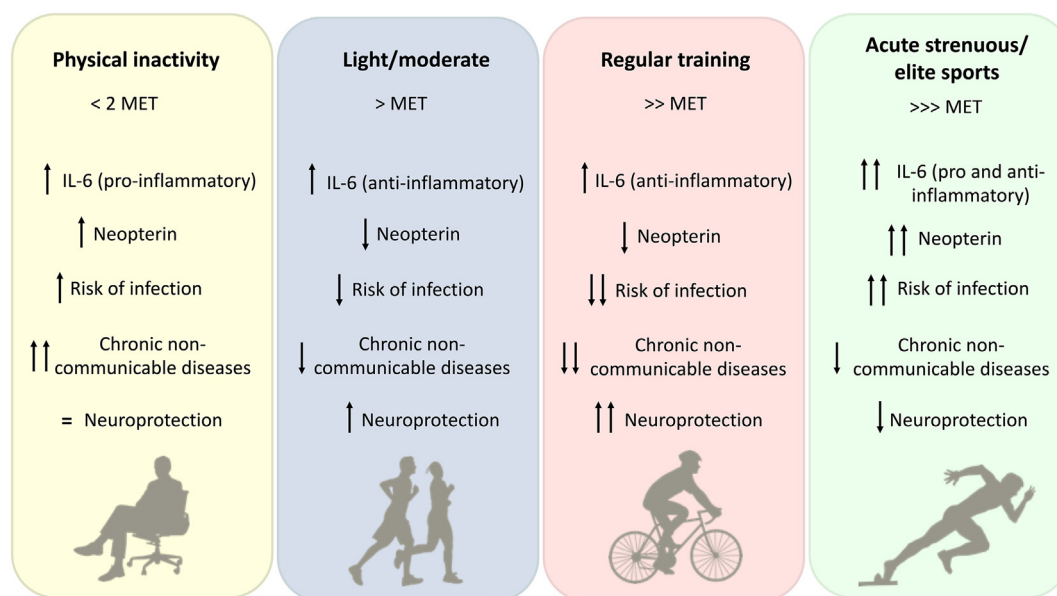 Physical inactivity
< 2 MET
↑ IL-6 (pro-inflammatory)
↑ Neopterin
↑ Risk of infection
↑↑ Chronic non-
communicable diseases
= Neuroprotection
Light/moderate
> MET
↑ IL-6 (anti-inflammatory)
↓ Neopterin
↓ Risk of infection
↓ Chronic non-
communicable diseases
↑ Neuroprotection
Regular training
>> MET
↑ IL-6 (anti-inflammatory)
↓ Neopterin
↓↓ Risk of infection
↓↓ Chronic non-
communicable diseases
↑↑ Neuroprotection
Acute strenuous/
elite sports
>>> MET
↑↑ IL-6 (pro and anti-
inflammatory)
↑↑ Neopterin
↑↑ Risk of infection
↓ Chronic non-
communicable diseases
↓ Neuroprotection